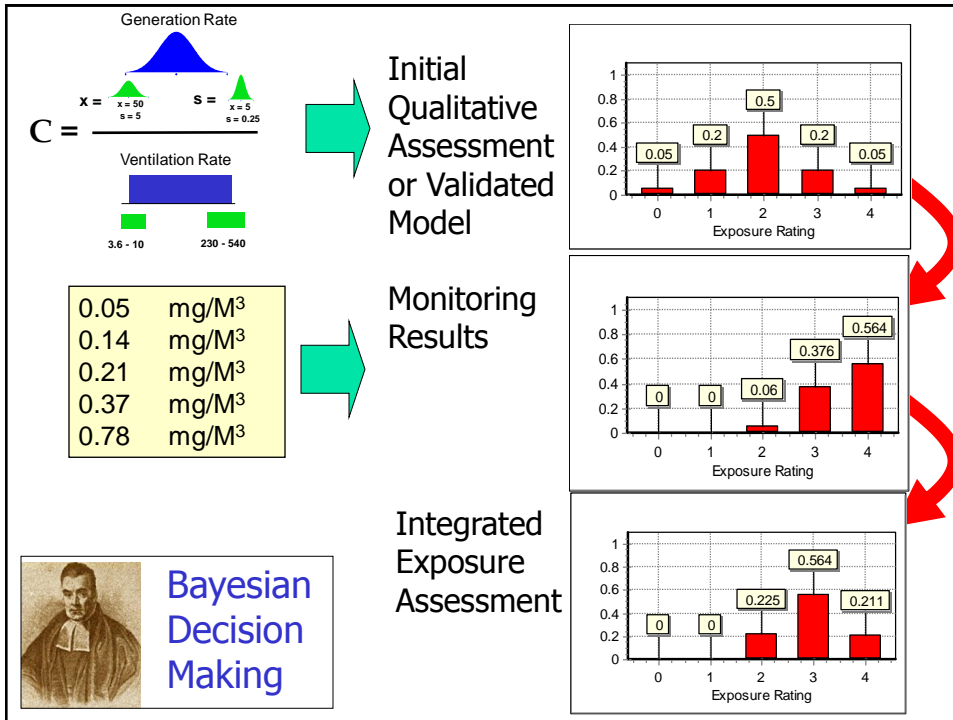 Generation Rate
x =
x = 50
s = 5
s =
x = 5
s = 0.25
C =
Ventilation Rate
3.6 - 10
230 - 540
Initial
Qualitative
Assessment
or Validated
Model
1
0.8
0.6
0.4
0.2
0
0.05
0.2
0.5
0.2
0.05
0 1 2 3 4
Exposure Rating
0.05 mg/M³
0.14 mg/M³
0.21 mg/M³
0.37 mg/M³
0.78 mg/M³
Monitoring
Results
1
0.8
0.6
0.4
0.2
0
0
0
0.06
0.376
0.564
0 1 2 3 4
Exposure Rating
Bayesian
Decision
Making
Integrated
Exposure
Assessment
1
0.8
0.6
0.4
0.2
0
0
0
0.225
0.564
0.211
0 1 2 3 4
Exposure Rating